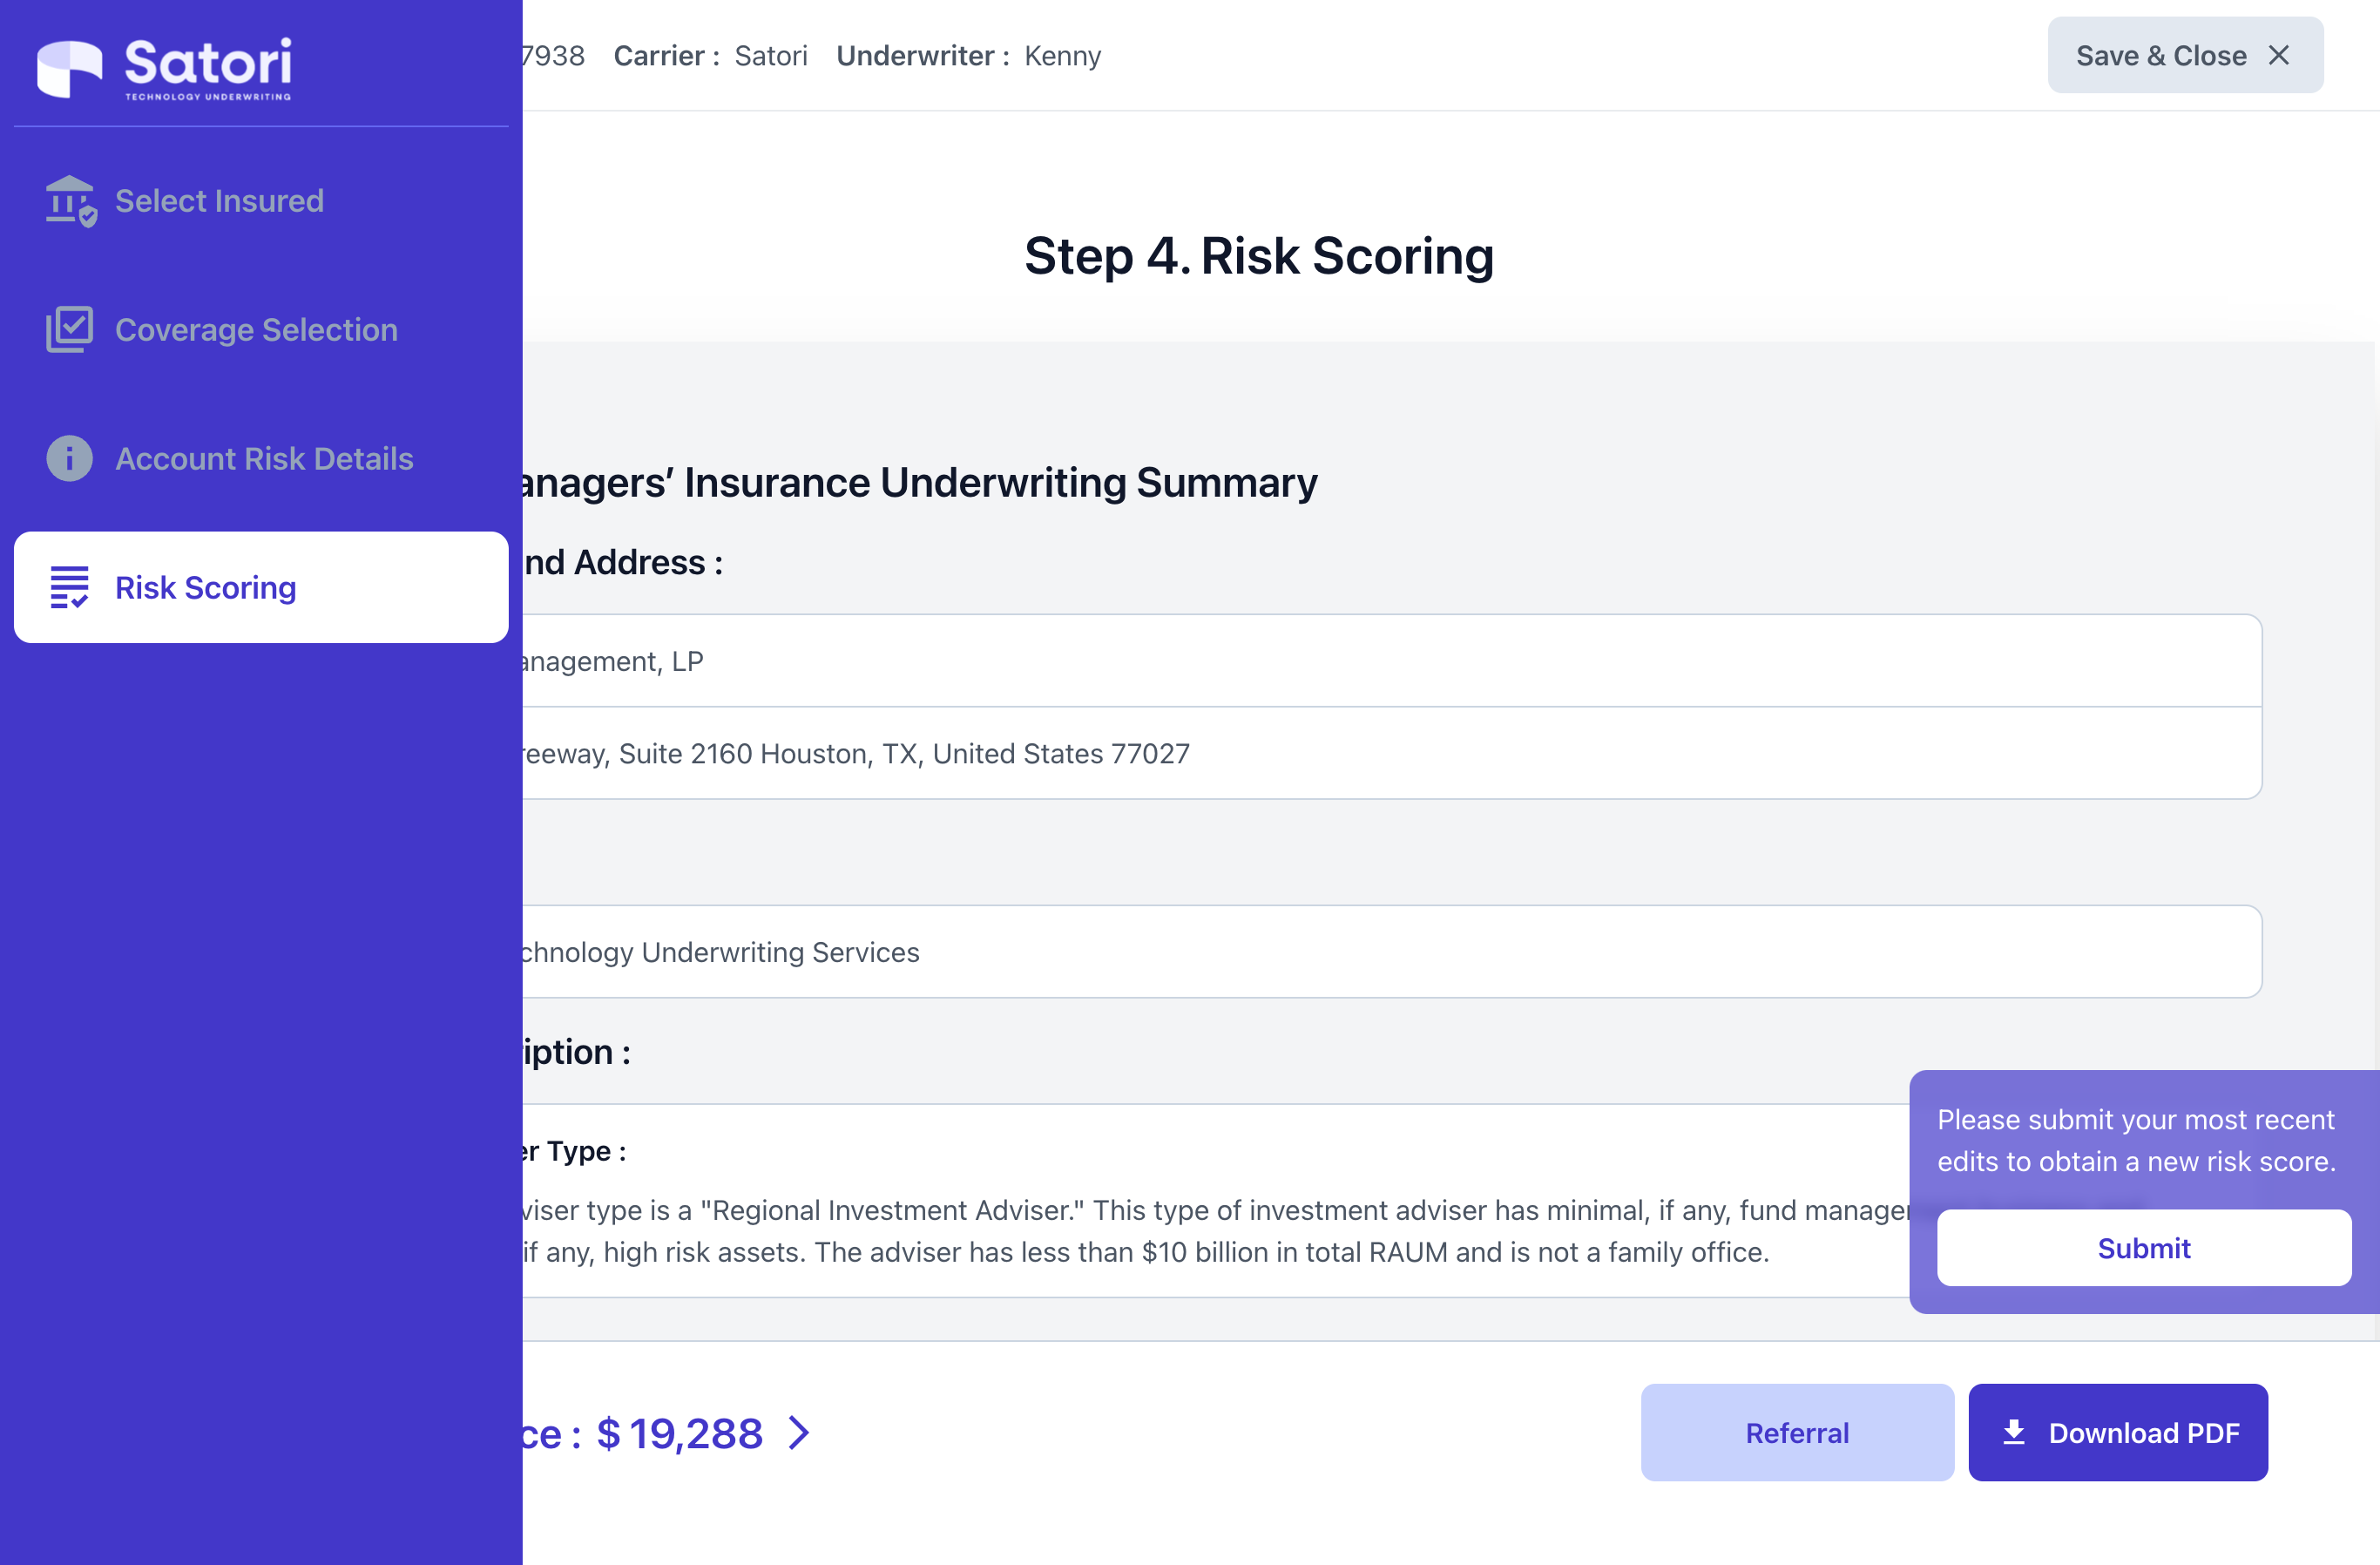 Satori
TECHNOLOGY UNDERWRITING
Select Insured
Coverage Selection
Account Risk Details
Risk Scoring
7938 Carrier : Satori Underwriter : Kenny
Save & Close
Step 4. Risk Scoring
anagers’ Insurance Underwriting Summary
nd Address :
anagement, LP
reeway, Suite 2160 Houston, TX, United States 77027
chnology Underwriting Services
iption :
er Type :
viser type is a "Regional Investment Adviser." This type of investment adviser has minimal, if any, fund manager
if any, high risk assets. The adviser has less than $10 billion in total RAUM and is not a family office.
Please submit your most recent
edits to obtain a new risk score.
Submit
ce : $ 19,288
Referral
Download PDF